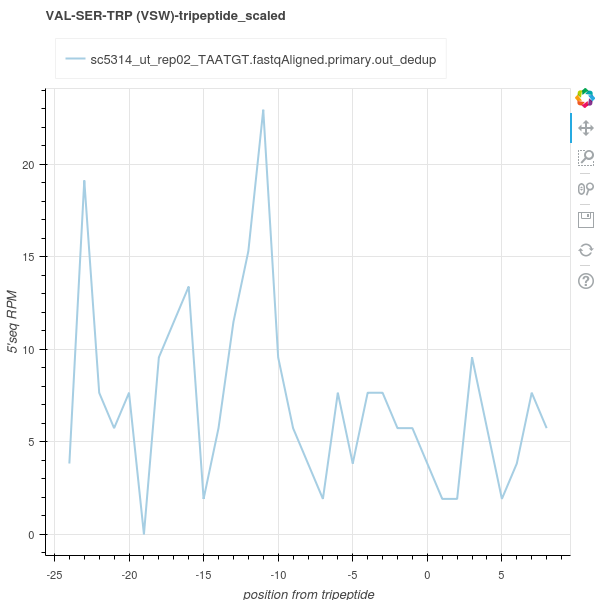 VAL-SER-TRP (VSW)-tripeptide_scaled
sc5314_ut_rep02_TAATGT.fastqAligned.primary.out_dedup
20
15
10
5
0
5'seq RPM
-25 -20 -15 -10 -5 0 5
position from tripeptide